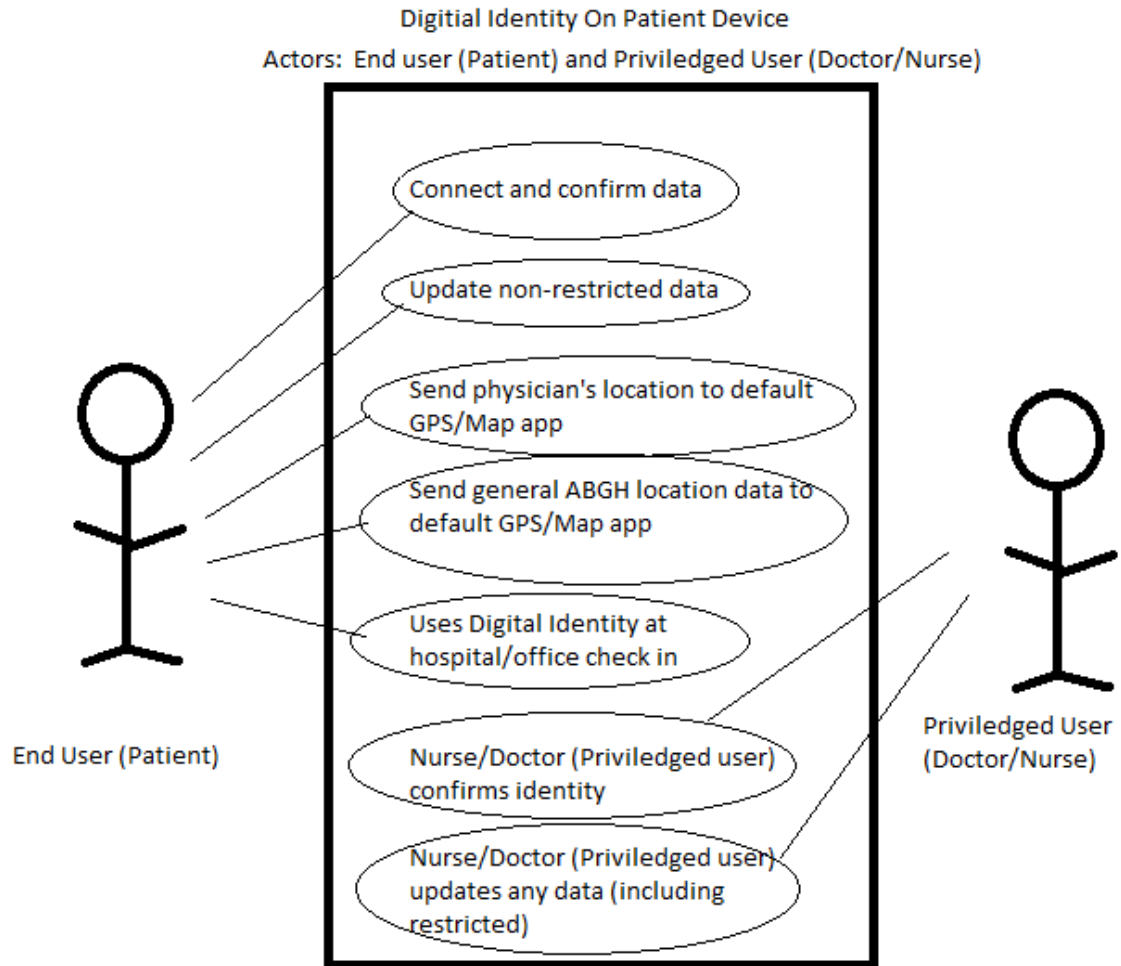 Digitial Identity On Patient Device
Actors:  End user (Patient) and Priviledged User (Doctor/Nurse)
Connect and confirm data
Update non-restricted data
Send physician's location to default
GPS/Map app
Send general ABGH location data to
default GPS/Map app
Uses Digital Identity at
hospital/office check in
Nurse/Doctor (Priviledged user)
confirms identity
Nurse/Doctor (Priviledged user)
updates any data (including
restricted)
End User (Patient)
Priviledged User
(Doctor/Nurse)